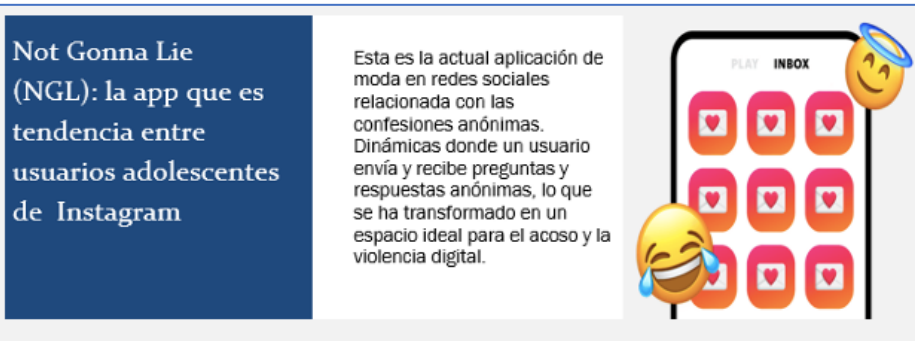 Not Gonna Lie
(NGL): la app que es
tendencia entre
usuarios adolescentes
de Instagram
Esta es la actual aplicación de
moda en redes sociales
relacionada con las
confesiones anónimas.
Dinámicas donde un usuario
envía y recibe preguntas y
respuestas anónimas, lo que
se ha transformado en un
espacio ideal para el acoso y la
violencia digital.
PLAY INBOX